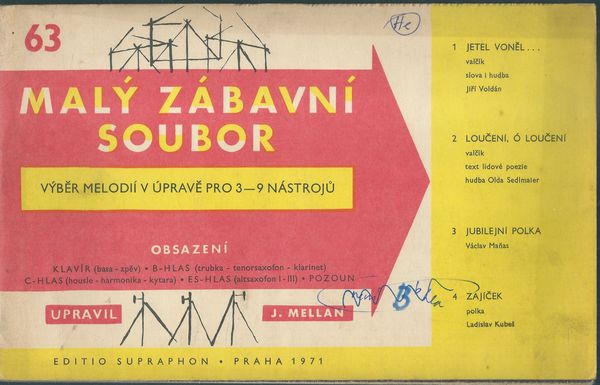 63
He
MALÝ ZÁBAVNÍ
SOUBOR
VÝBĚR MELODIÍ V ÚPRAVĚ PRO 3—9 NÁSTROJŮ
OBSAZENÍ
KLAVÍR (basa - zpěv) • B-HLAS (trubka - tenorsaxofon - klarinet)
C-HLAS (housle - harmonika - kytara) • ES-HLAS (altsaxofon I - III) • POZOUN
UPRAVIL
J. MELLAN
EDITIO SUPRAPHON • PRAHA 1971
1 JETEL VONĚL...
valčík
slova i hudba
Jiří Voldán
2 LOUČENÍ, Ó LOUČENÍ
valčík
text lidové poezie
hudba Olda Sedlmaier
3 JUBILEJNÍ POLKA
Václav Maňas
4 ZAJÍČEK
polka
Ladislav Kubeš